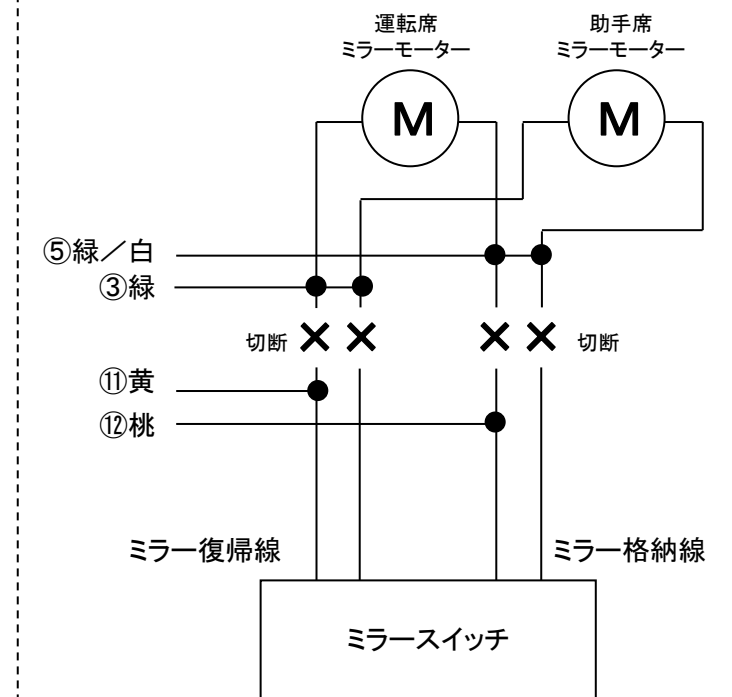 運転席
ミラーモーター
助手席
ミラーモーター
M
M
⑤緑／白
③緑
切断
切断
⑪黄
⑫桃
ミラー復帰線
ミラー格納線
ミラースイッチ